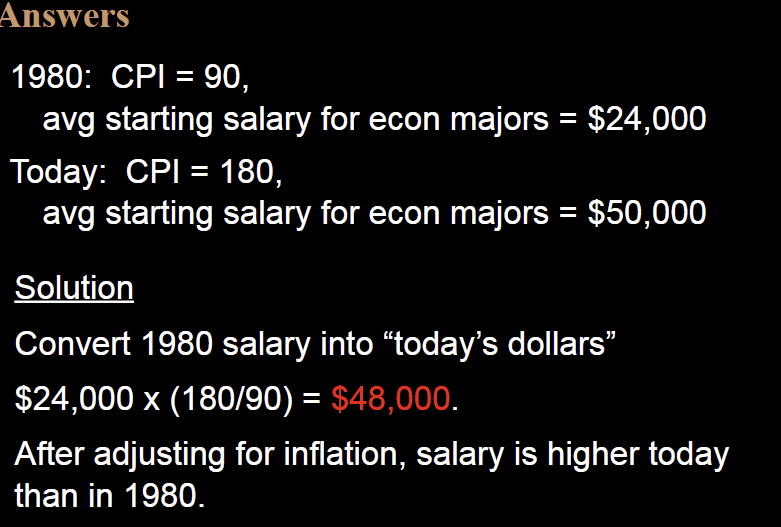 Answers
1980: CPI = 90,
avg starting salary for econ majors = $24,000
Today: CPI = 180,
avg starting salary for econ majors = $50,000
Solution
Convert 1980 salary into “today’s dollars”
$24,000 x (180/90) = $48,000.
After adjusting for inflation, salary is higher today
than in 1980.